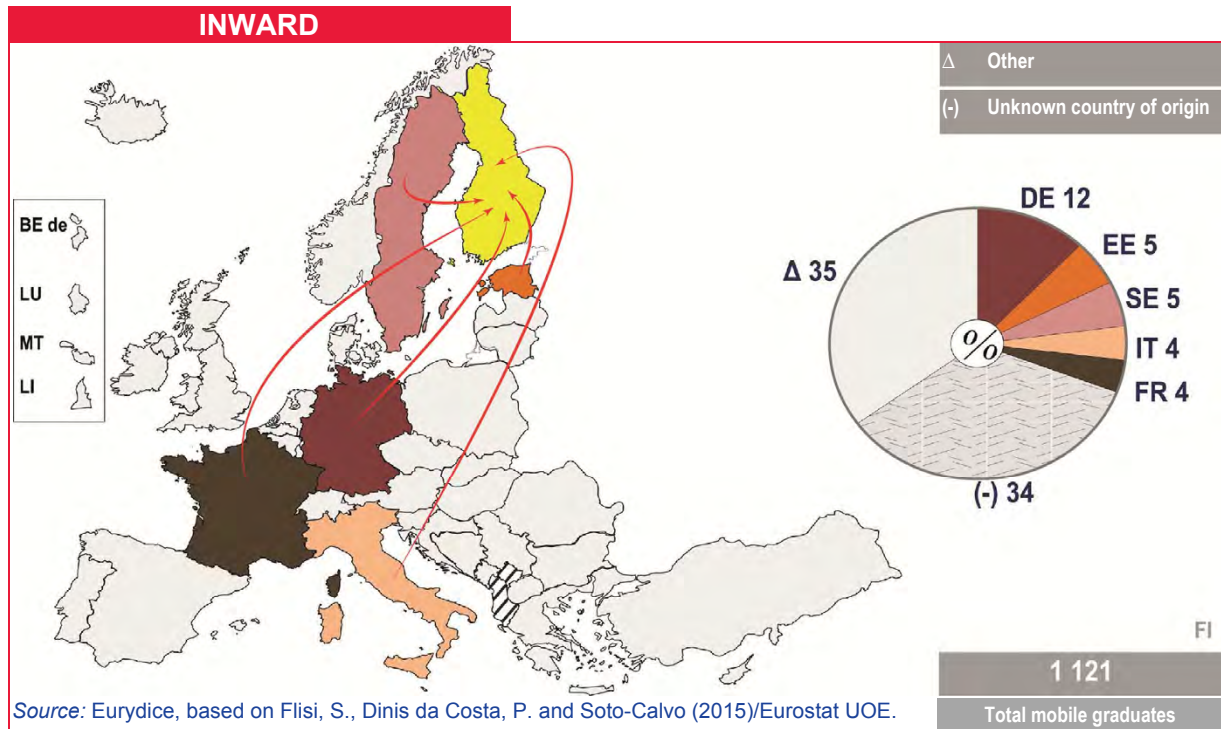 INWARD
Δ Other
(-) Unknown country of origin
BE de
LU
MT
LI
DE 12
EE 5
SE 5
IT 4
FR 4
(-) 34
Δ 35
%
FI
1 121
Total mobile graduates
Source: Eurydice, based on Flisi, S., Dinis da Costa, P. and Soto-Calvo (2015)/Eurostat UOE.